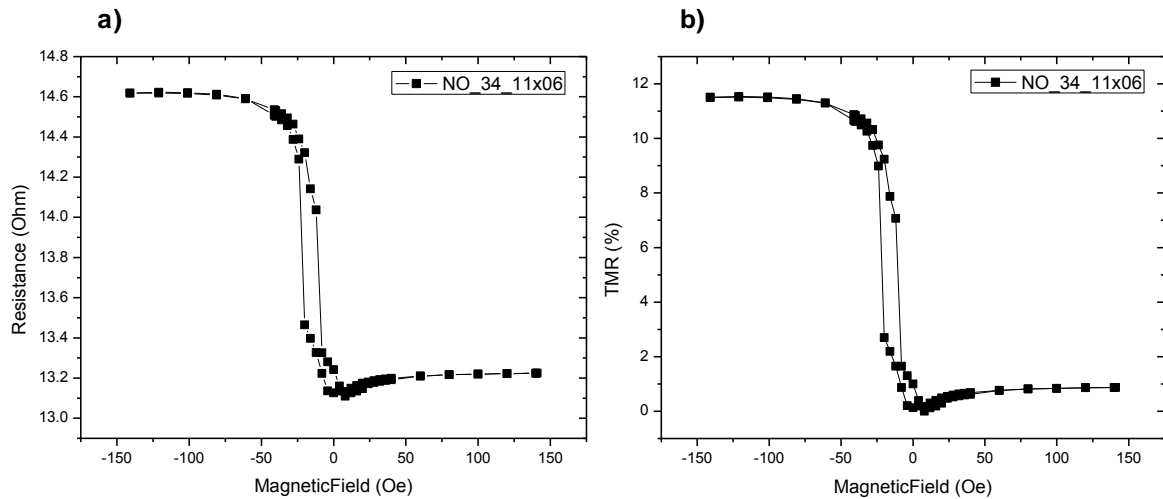 a)
14.8
14.6
14.4
14.2
14.0
13.8
13.6
13.4
13.2
13.0
Resistance (Ohm)
-150 -100 -50 0 50 100 150
MagneticField (Oe)
NO_34_11x06
b)
12
10
8
6
4
2
0
TMR (%)
-150 -100 -50 0 50 100 150
MagneticField (Oe)
NO_34_11x06